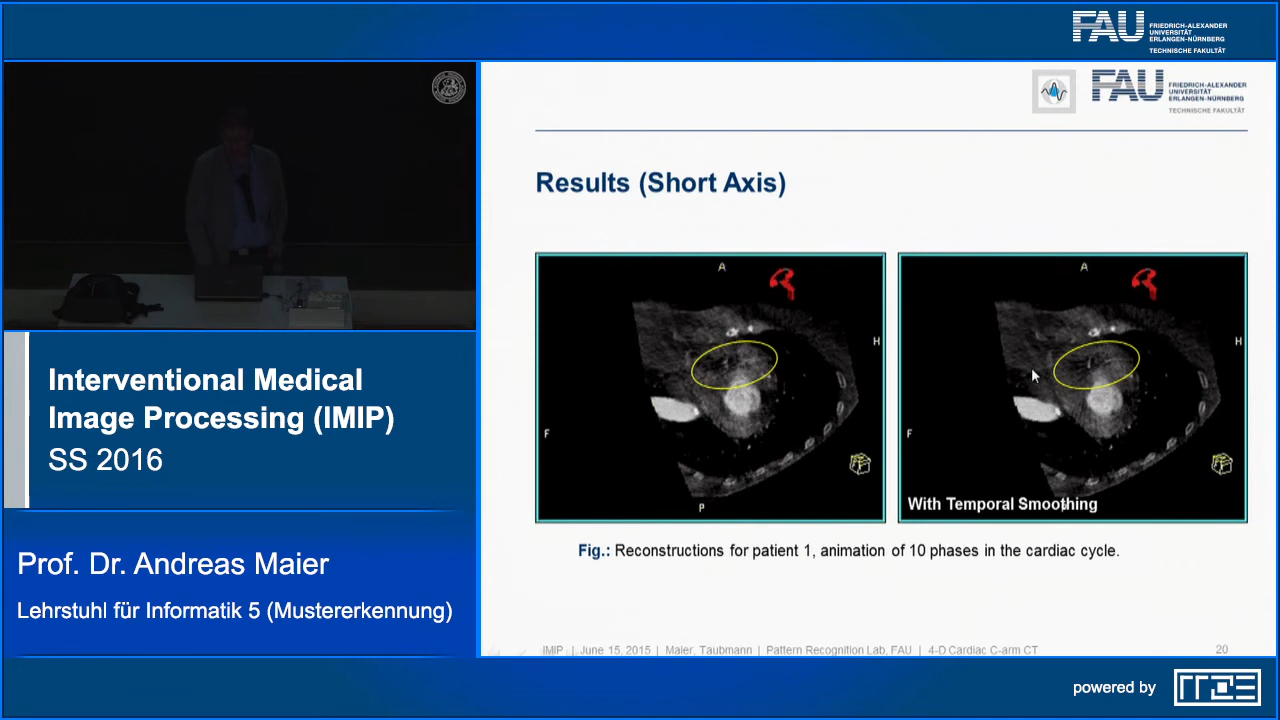 FAU
FRIEDRICH-ALEXANDER
UNIVERSITÄT
ERLANGEN-NÜRNBERG
TECHNISCHE FAKULTÄT
FAU
FRIEDRICH-ALEXANDER
UNIVERSITÄT
ERLANGEN-NÜRNBERG
TECHNISCHE FAKULTÄT
Results (Short Axis)
A
H
F
P
A
H
F
With Temporal Smoothing
Fig.: Reconstructions for patient 1, animation of 10 phases in the cardiac cycle.
IMIP | June 15, 2015 | Maier, Taubmann | Pattern Recognition Lab, FAU | 4-D Cardiac C-arm CT
20
Interventional Medical
Image Processing (IMIP)
SS 2016
Prof. Dr. Andreas Maier
Lehrstuhl für Informatik 5 (Mustererkennung)
powered by